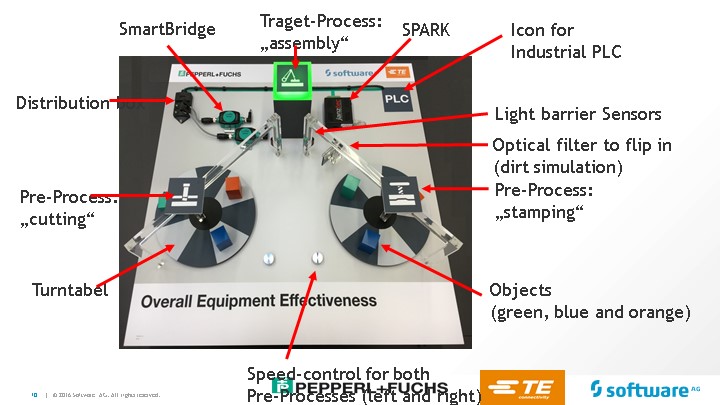 SmartBridge
Traget-Process:
„assembly“
SPARK
Icon for
Industrial PLC
PEPPERL+FUCHS
software AG
TE
PLC
Distribution
Light barrier Sensors
Optical filter to flip in
(dirt simulation)
Pre-Process:
„cutting“
Pre-Process:
„stamping“
Turntabel
Objects
(green, blue and orange)
Overall Equipment Effectiveness
Speed-control for both
Pre-Processes (left and right)
10 | © 2016 Software AG. All rights reserved.
PEPPERL+FUCHS
TE
connectivity
software AG